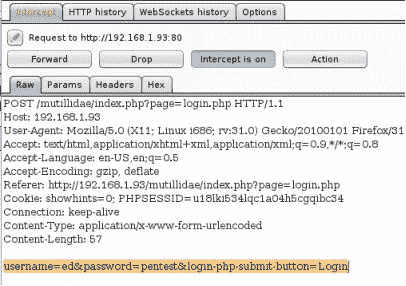 Intercept HTTP history WebSockets history Options
Request to http://192.168.1.93:80
Forward Drop Intercept is on Action
Raw Params Headers Hex
POST /mutillidae/index.php?page=login.php HTTP/1.1
Host: 192.168.1.93
User-Agent: Mozilla/5.0 (X11; Linux i686; rv:31.0) Gecko/20100101 Firefox/31
Accept: text/html,application/xhtml+xml,application/xml;q=0.9,*/*;q=0.8
Accept-Language: en-US,en;q=0.5
Accept-Encoding: gzip, deflate
Referer: http://192.168.1.93/mutillidae/index.php?page=login.php
Cookie: showhints=0; PHPSESSID=u18lki534lqc1a04h5cgqibc34
Connection: keep-alive
Content-Type: application/x-www-form-urlencoded
Content-Length: 57
username=ed&password=pentest&login-php-submit-button=Login